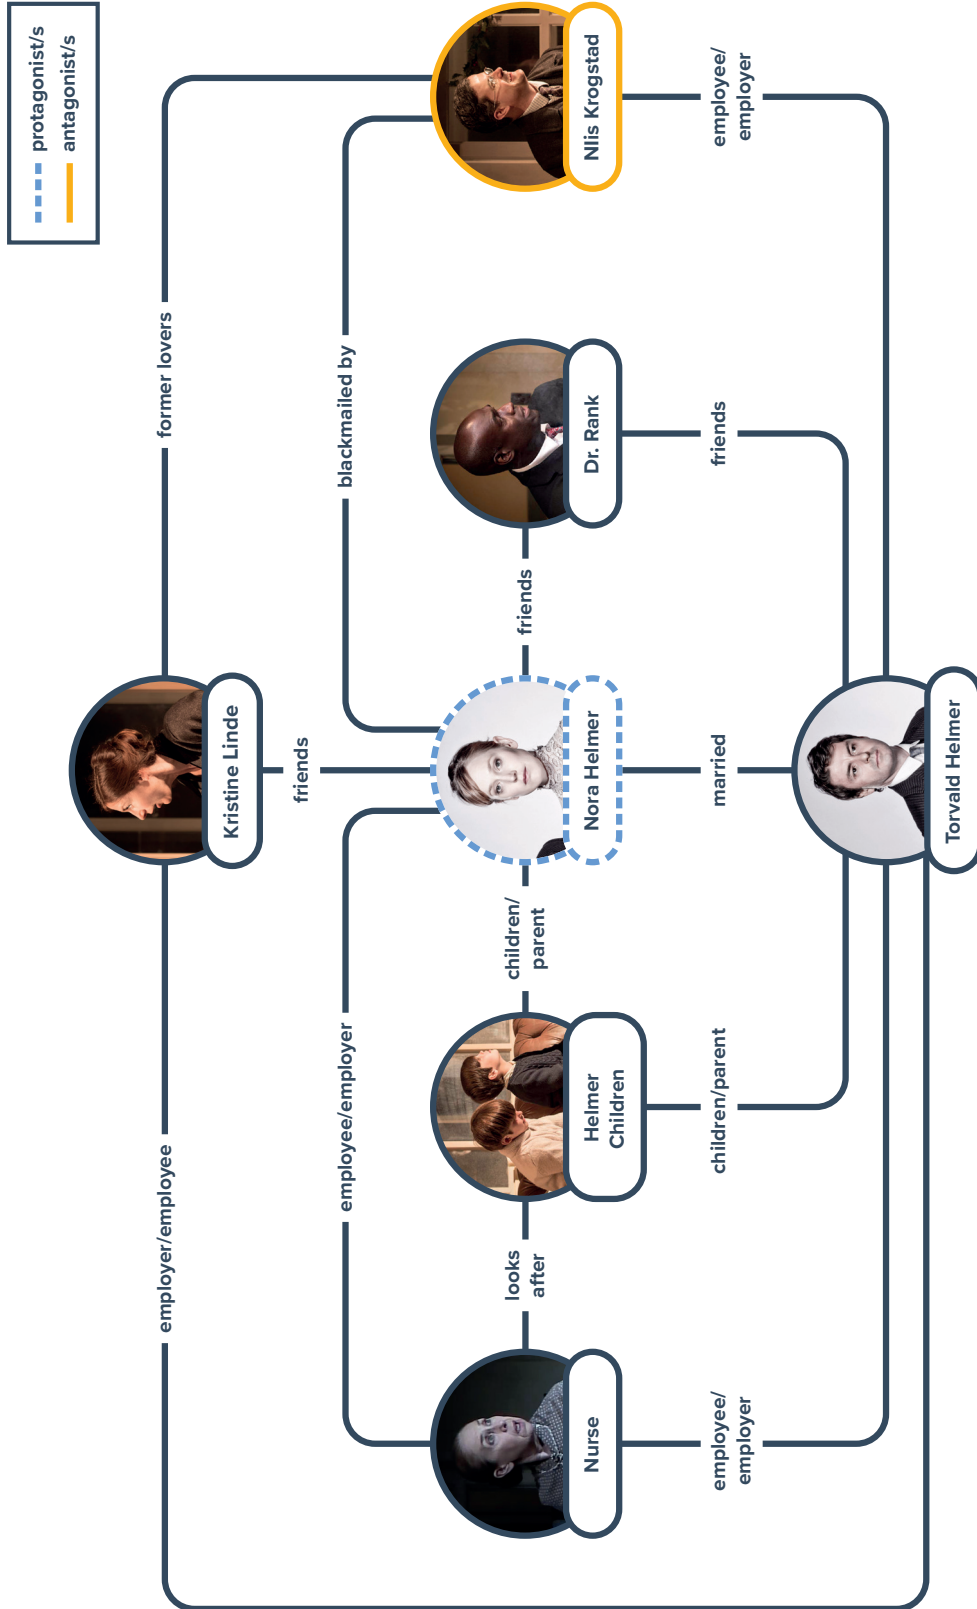 protagonist/s
antagonist/s
Kristine Linde
employer/employee
former lovers
friends
employee/employer
blackmailed by
Nurse
looks
after
Helmer
Children
children/
parent
Nora Helmer
friends
Dr. Rank
Nlis Krogstad
employee/
employer
children/parent
married
friends
employee/
employer
Torvald Helmer